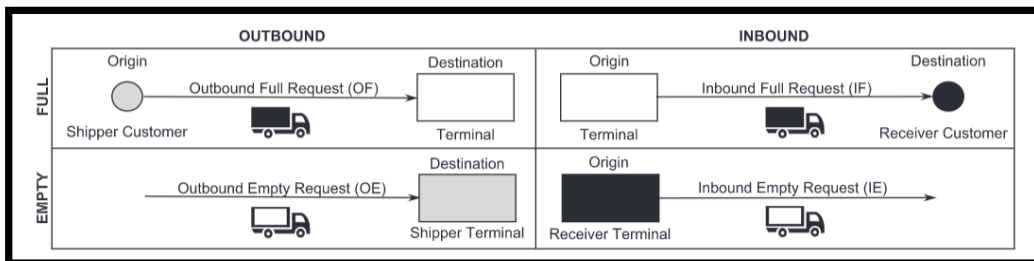 OUTBOUND
INBOUND
FULL
Origin
Destination
Outbound Full Request (OF)
Shipper Customer
Terminal
Origin
Destination
Inbound Full Request (IF)
Terminal
Receiver Customer
EMPTY
Destination
Outbound Empty Request (OE)
Shipper Terminal
Origin
Inbound Empty Request (IE)
Receiver Terminal